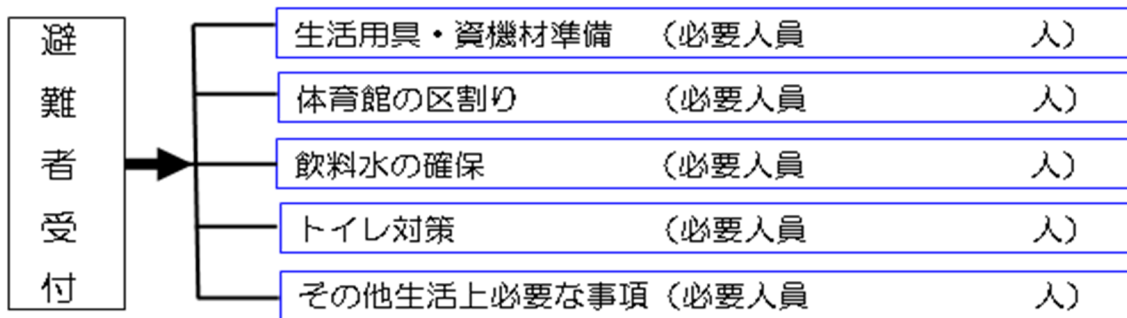 避難者受付
生活用具・資機材準備 (必要人員 人)
体育館の区割り (必要人員 人)
飲料水の確保 (必要人員 人)
トイレ対策 (必要人員 人)
その他生活上必要な事項 (必要人員 人)